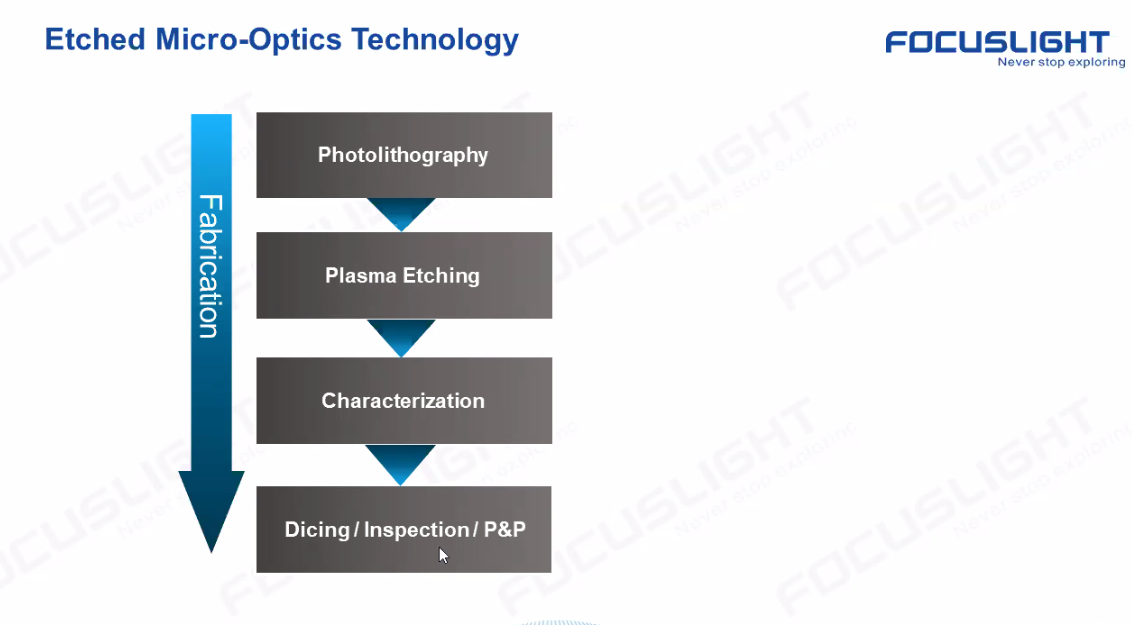 Etched Micro-Optics Technology
FOCUSLIGHT
Never stop exploring
Fabrication
Photolithography
Plasma Etching
Characterization
Dicing / Inspection / P&P